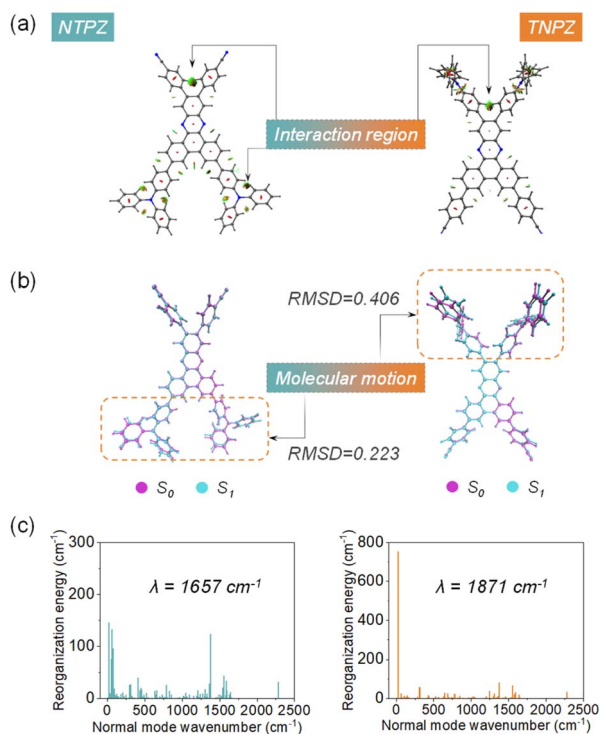 (a)
NTPZ
TNPZ
Interaction region
(b)
RMSD=0.406
Molecular motion
RMSD=0.223
S0 S1
S0 S1
(c)
Reorganization energy (cm-1)
300
200
100
0
λ = 1657 cm-1
0 500 1000 1500 2000 2500
Normal mode wavenumber (cm-1)
Reorganization energy (cm-1)
800
600
400
200
0
λ = 1871 cm-1
0 500 1000 1500 2000 2500
Normal mode wavenumber (cm-1)